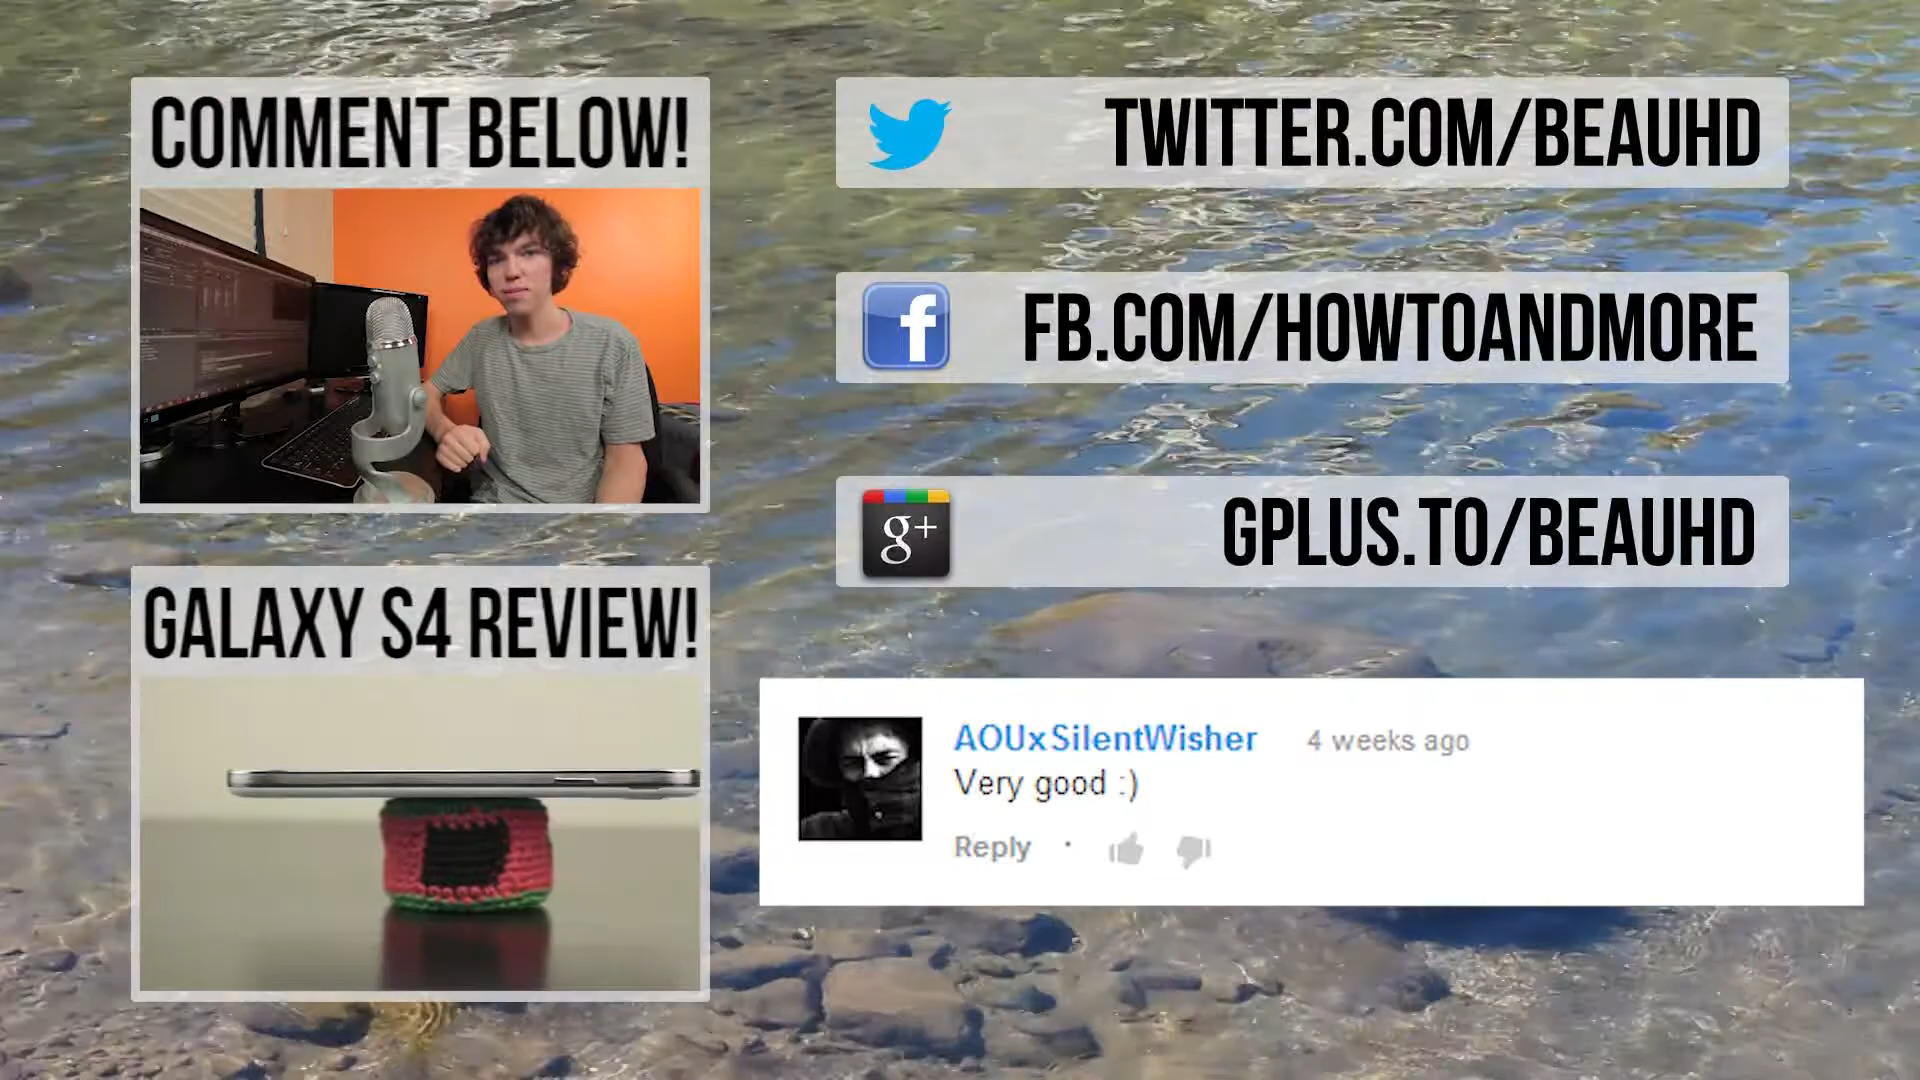 COMMENT BELOW!
TWITTER.COM/BEAUHD
f FB.COM/HOWTOANDMORE
g+ GPLUS.TO/BEAUHD
GALAXY S4 REVIEW!
AOUxSilentWisher 4 weeks ago
Very good :)
Reply ·